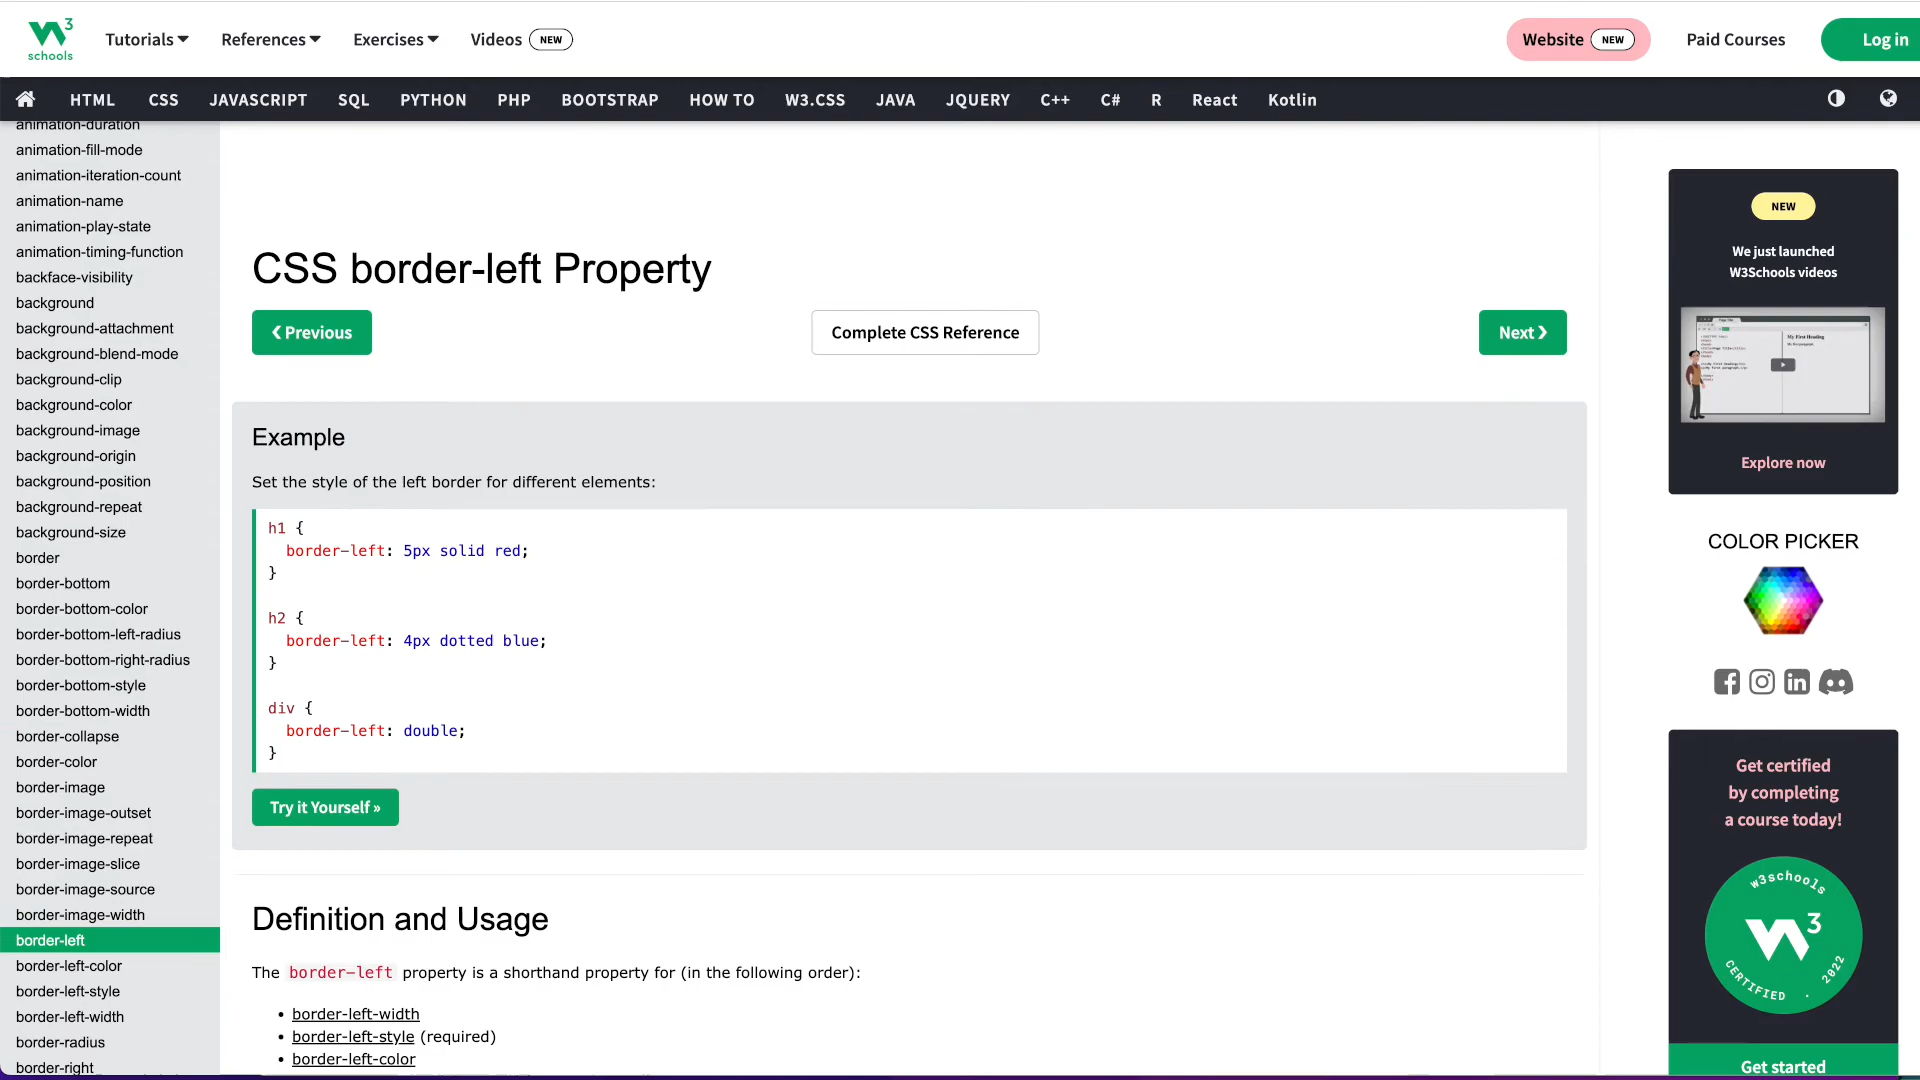 3
schools
Tutorials
References
Exercises
Videos NEW
Website NEW
Paid Courses
Log in
HTML CSS JAVASCRIPT SQL PYTHON PHP BOOTSTRAP HOW TO W3.CSS JAVA JQUERY C++ C# R React Kotlin
animation-duration
animation-fill-mode
animation-iteration-count
animation-name
animation-play-state
animation-timing-function
backface-visibility
background
background-attachment
background-blend-mode
background-clip
background-color
background-image
background-origin
background-position
background-repeat
background-size
border
border-bottom
border-bottom-color
border-bottom-left-radius
border-bottom-right-radius
border-bottom-style
border-bottom-width
border-collapse
border-color
border-image
border-image-outset
border-image-repeat
border-image-slice
border-image-source
border-image-width
border-left
border-left-color
border-left-style
border-left-width
border-radius
border-right
CSS border-left Property
❮ Previous
Complete CSS Reference
Next ❯
Example
Set the style of the left border for different elements:
h1 {
  border-left: 5px solid red;
}
h2 {
  border-left: 4px dotted blue;
}
div {
  border-left: double;
}
Try it Yourself »
Definition and Usage
The border-left property is a shorthand property for (in the following order):
• border-left-width
• border-left-style (required)
• border-left-color
NEW
We just launched
W3Schools videos
My First Heading
Explore now
COLOR PICKER
Get certified
by completing
a course today!
w3schools
3
CERTIFIED · 2022
Get started